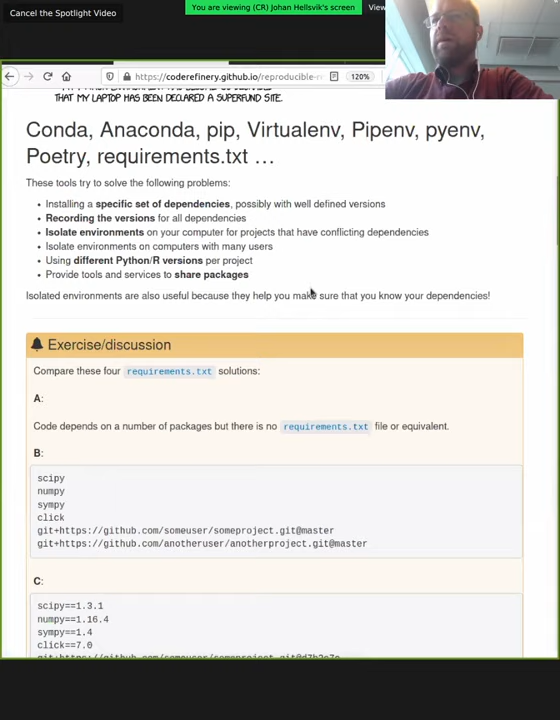 Cancel the Spotlight Video
You are viewing (CR) Johan Hellsvik's screen
View
https://coderefinery.github.io/reproducible-r
120%
THAT MY LAPTOP HAS BEEN DECLARED A SUPERFUND SITE.
Conda, Anaconda, pip, Virtualenv, Pipenv, pyenv,
Poetry, requirements.txt …
These tools try to solve the following problems:
• Installing a specific set of dependencies, possibly with well defined versions
• Recording the versions for all dependencies
• Isolate environments on your computer for projects that have conflicting dependencies
• Isolate environments on computers with many users
• Using different Python/R versions per project
• Provide tools and services to share packages
Isolated environments are also useful because they help you make sure that you know your dependencies!
Exercise/discussion
Compare these four requirements.txt solutions:
A:
Code depends on a number of packages but there is no requirements.txt file or equivalent.
B:
scipy
numpy
sympy
click
git+https://github.com/someuser/someproject.git@master
git+https://github.com/anotheruser/anotherproject.git@master
C:
scipy==1.3.1
numpy==1.16.4
sympy==1.4
click==7.0